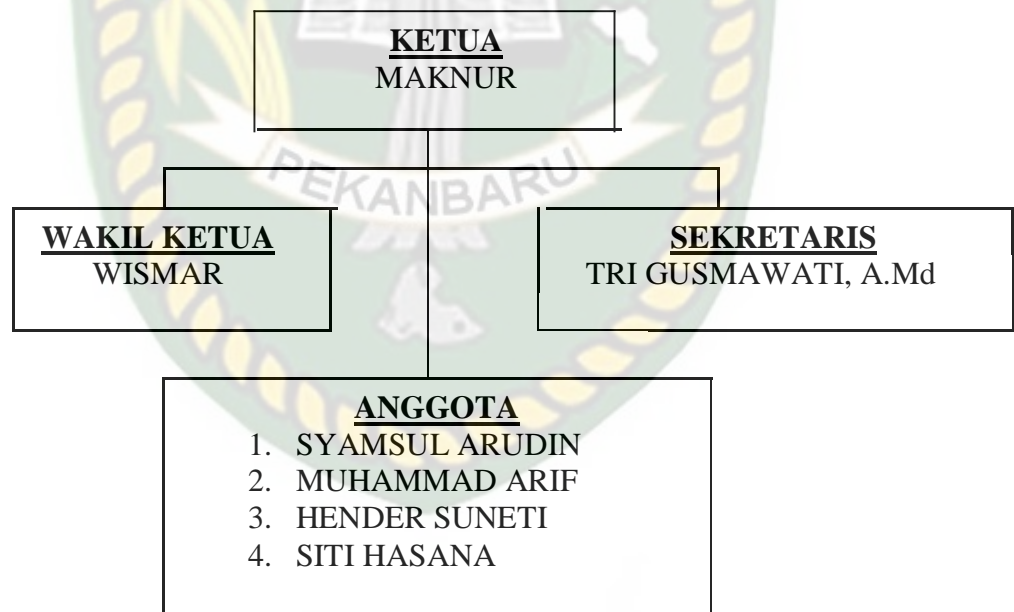 KETUA
MAKNUR
PEKANBARU
WAKIL KETUA
WISMAR
SEKRETARIS
TRI GUSMAWATI, A.Md
ANGGOTA
1. SYAMSUL ARUDIN
2. MUHAMMAD ARIF
3. HENDER SUNETI
4. SITI HASANA